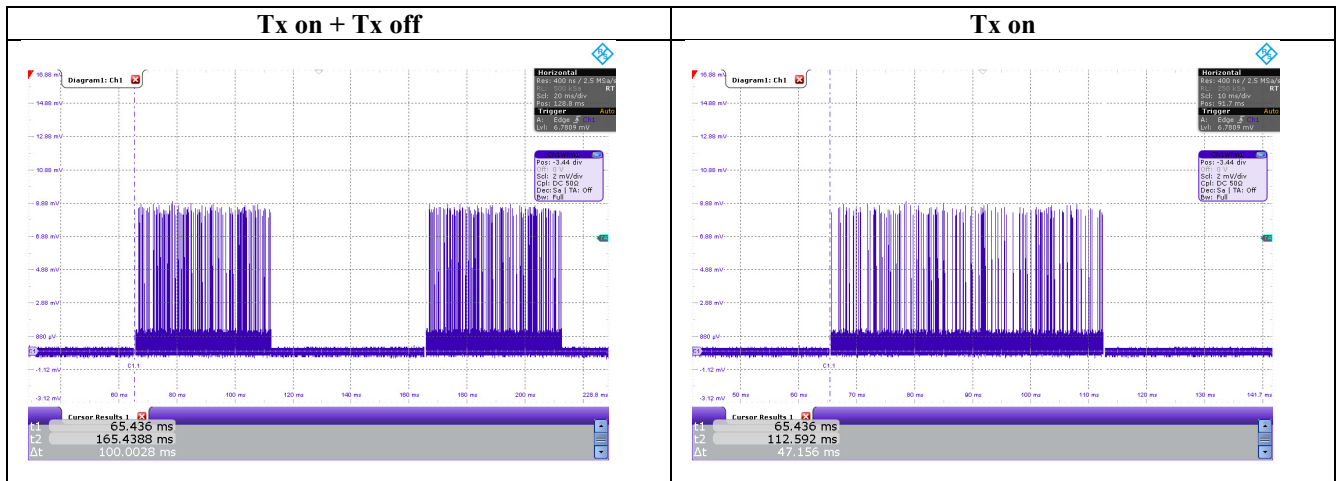 Tx on + Tx off
Tx on
Diagram1: Ch1
16.88 mV
14.88 mV
12.88 mV
10.88 mV
8.88 mV
6.88 mV
4.88 mV
2.88 mV
880 µV
-1.12 mV
-3.12 mV
C1.1
60 ms 80 ms 100 ms 120 ms 140 ms 160 ms 180 ms 200 ms 228.8 ms
Horizontal
Res: 400 ns / 2.5 MSa/s
RL: 500 kSa RT
Scl: 20 ms/div
Pos: 128.8 ms
Trigger Auto
A: Edge Ch1
Lvl: 6.7809 mV
Pos: -3.44 div
Off: 0 V
Scl: 2 mV/div
Cpl: DC 50Ω
Dec: Sa | TA: Off
Bw: Full
Cursor Results 1
t1 65.436 ms
t2 165.4388 ms
Δt 100.0028 ms
Diagram1: Ch1
16.88 mV
14.88 mV
12.88 mV
10.88 mV
8.88 mV
6.88 mV
4.88 mV
2.88 mV
880 µV
-1.12 mV
-3.12 mV
C1.1
50 ms 60 ms 70 ms 80 ms 90 ms 100 ms 110 ms 120 ms 130 ms 141.7 ms
Horizontal
Res: 400 ns / 2.5 MSa/s
RL: 250 kSa RT
Scl: 10 ms/div
Pos: 91.7 ms
Trigger Auto
A: Edge Ch1
Lvl: 6.7809 mV
Pos: -3.44 div
Off: 0 V
Scl: 2 mV/div
Cpl: DC 50Ω
Dec: Sa | TA: Off
Bw: Full
Cursor Results 1
t1 65.436 ms
t2 112.592 ms
Δt 47.156 ms